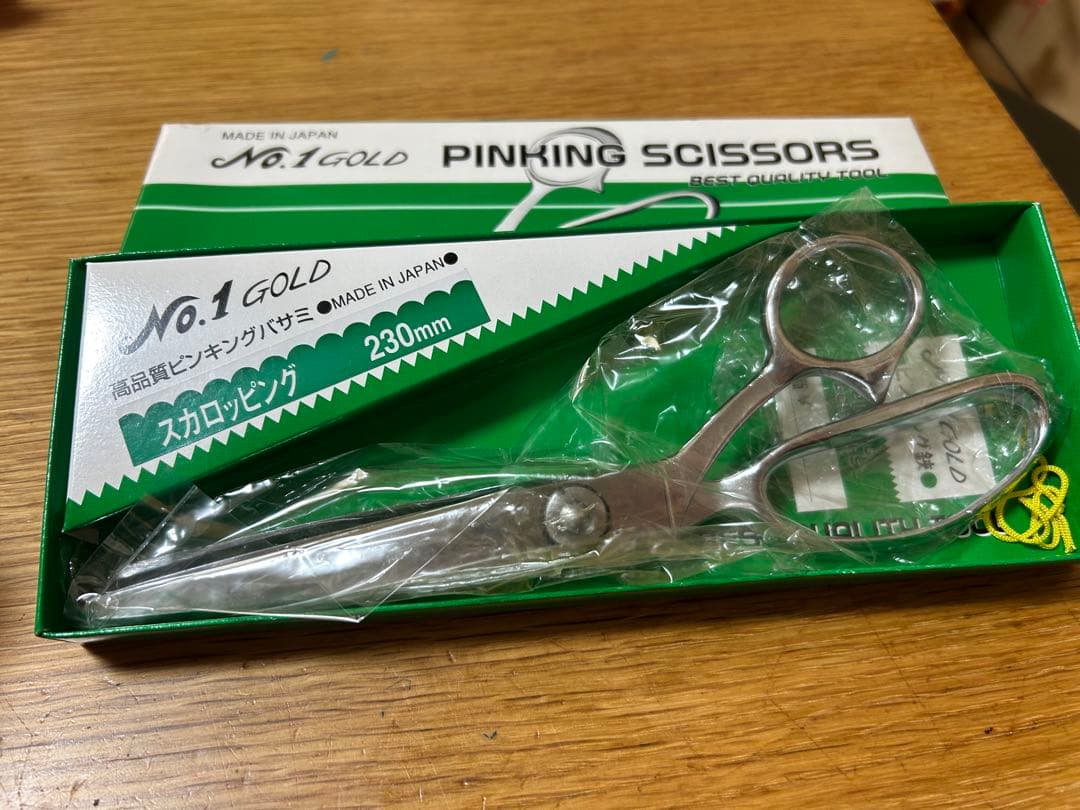 MADE IN JAPAN
No.1 GOLD
PINKING SCISSORS
BEST QUALITY TOOL
No.1 GOLD
高品質ピンキングバサミ ●MADE IN JAPAN●
スカロッピング 230mm
GOLD